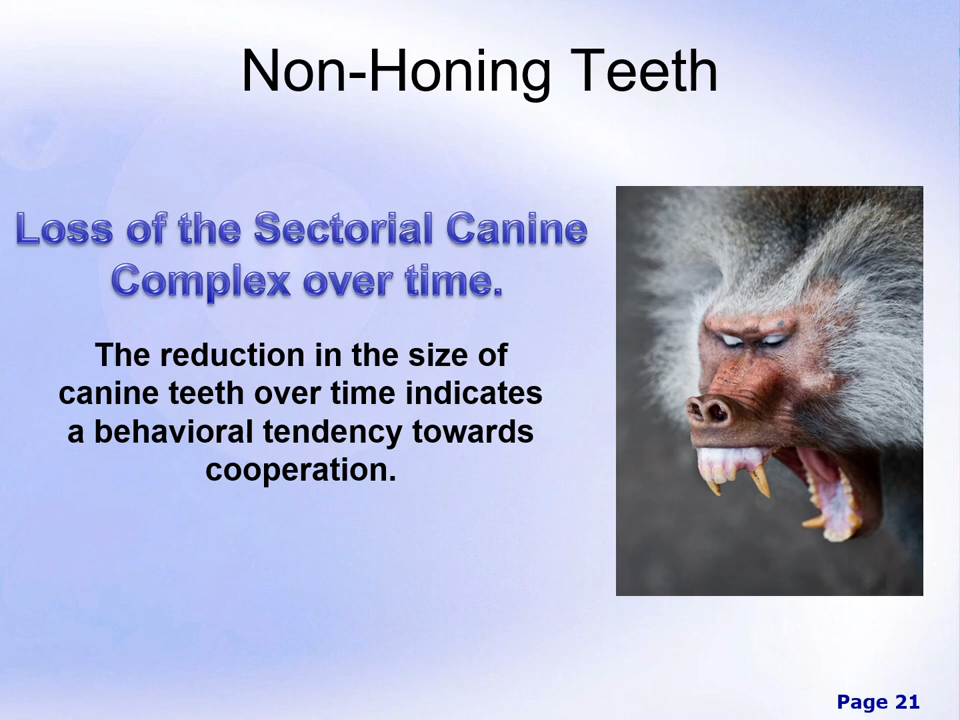 Non-Honing Teeth
Loss of the Sectorial Canine
Complex over time.
The reduction in the size of
canine teeth over time indicates
a behavioral tendency towards
cooperation.
Page 21